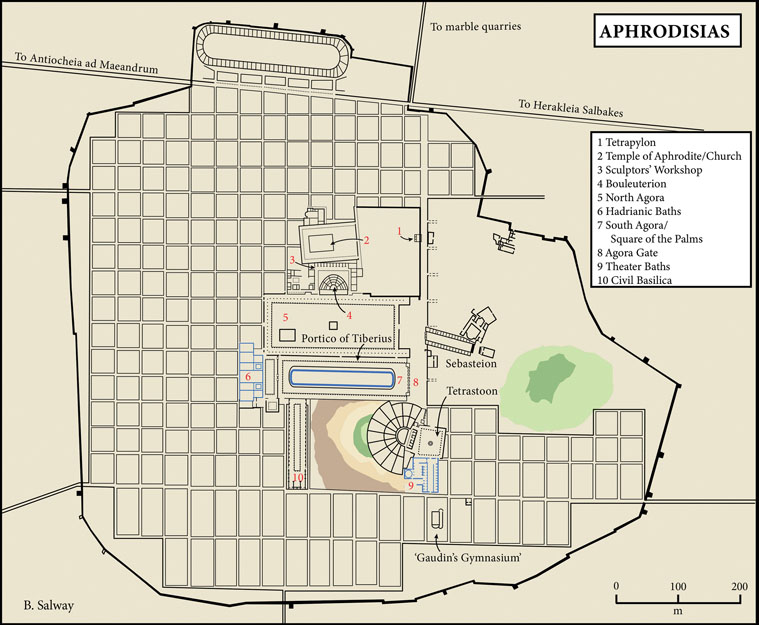 To marble quarries
APHRODISIAS
To Antiocheia ad Maeandrum
To Herakleia Salbakes
1 Tetrapylon
2 Temple of Aphrodite/Church
3 Sculptors' Workshop
4 Bouleuterion
5 North Agora
6 Hadrianic Baths
7 South Agora/
Square of the Palms
8 Agora Gate
9 Theater Baths
10 Civil Basilica
1
2
3
4
5
Portico of Tiberius
Sebasteion
6
7
8
Tetrastoon
10
9
'Gaudin's Gymnasium'
B. Salway
0 100 200
m